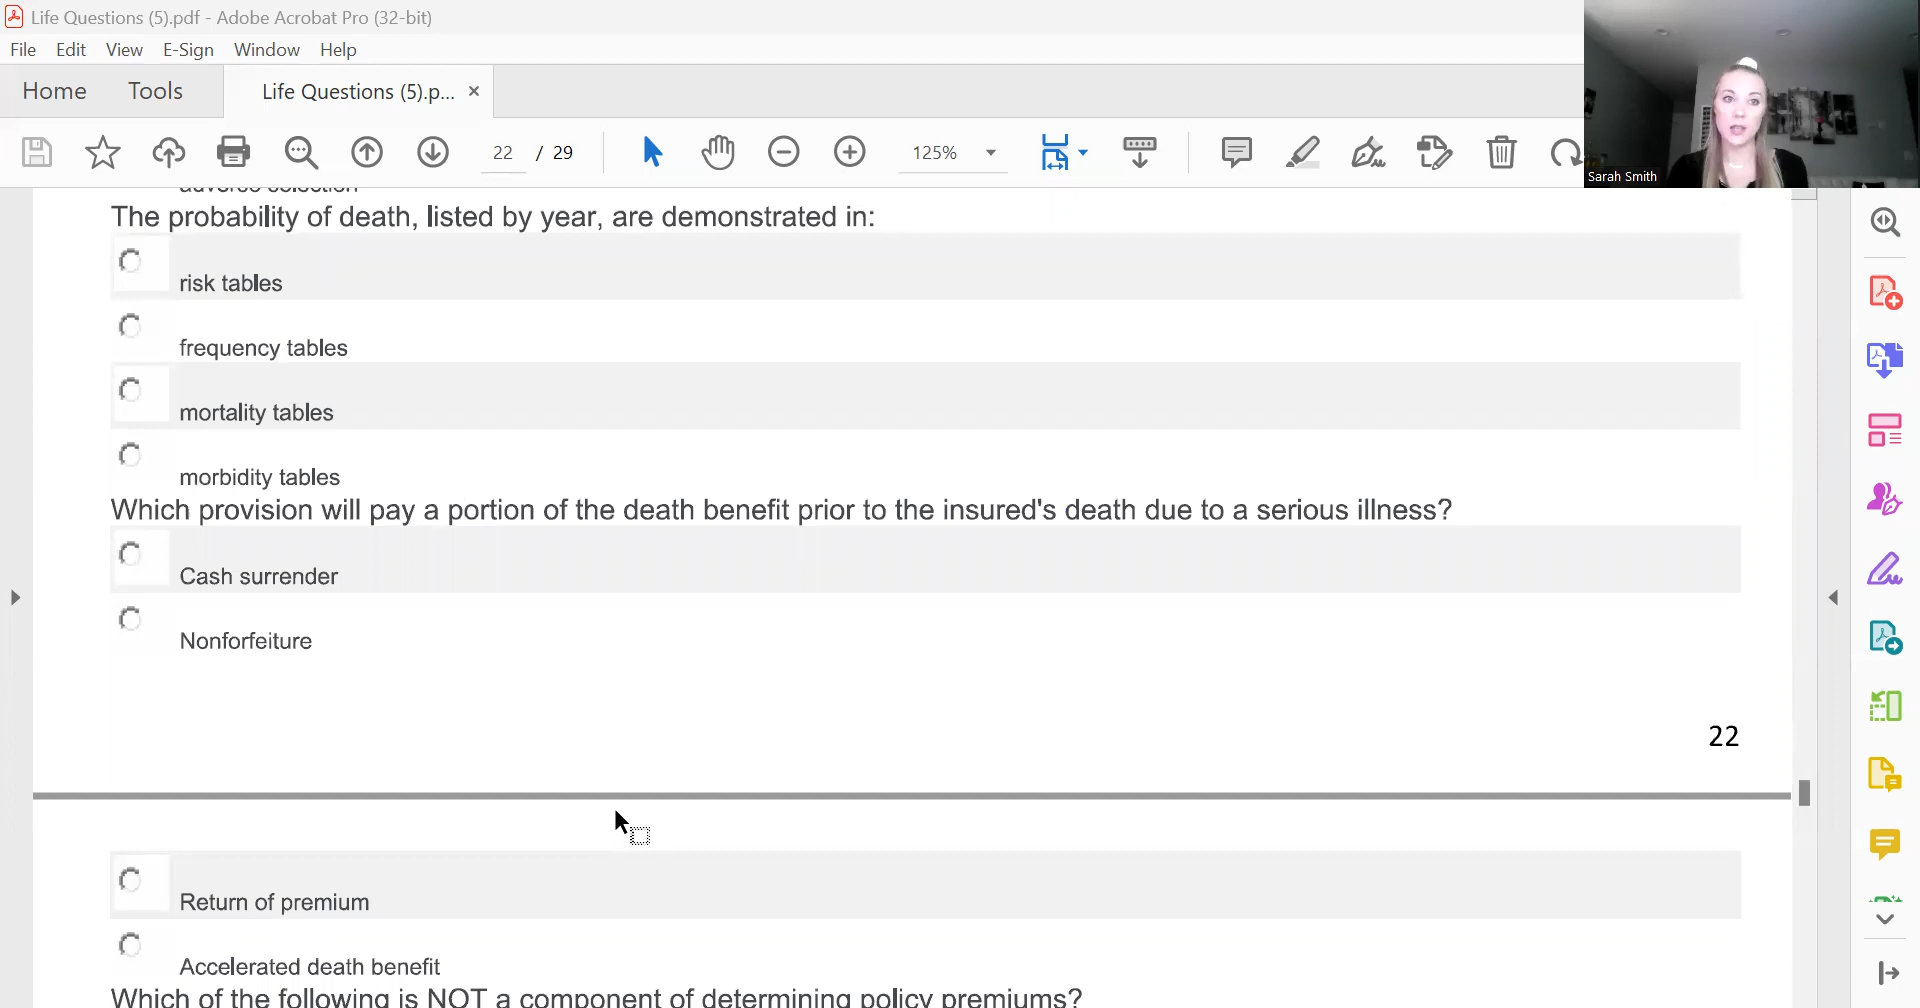 Life Questions (5).pdf - Adobe Acrobat Pro (32-bit)
File Edit View E-Sign Window Help
Home Tools Life Questions (5).p... ×
22 / 29 125%
Sarah Smith
adverse selection
The probability of death, listed by year, are demonstrated in:
risk tables
frequency tables
mortality tables
morbidity tables
Which provision will pay a portion of the death benefit prior to the insured's death due to a serious illness?
Cash surrender
Nonforfeiture
22
Return of premium
Accelerated death benefit
Which of the following is NOT a component of determining policy premiums?